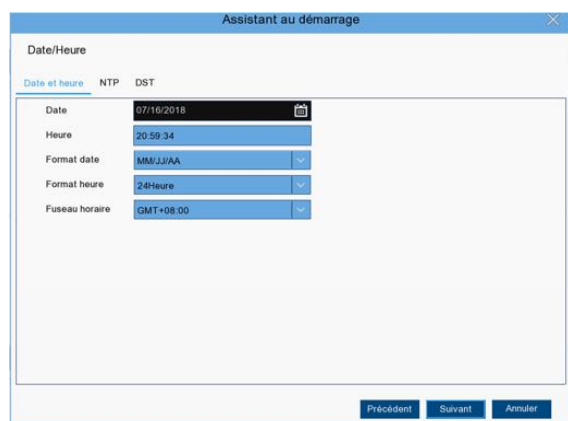 Assistant au démarrage
Date/Heure
Date et heure NTP DST
Date 07/16/2018
Heure 20:59:34
Format date MM/JJ/AA
Format heure 24Heure
Fuseau horaire GMT+08:00
Précédent Suivant Annuler